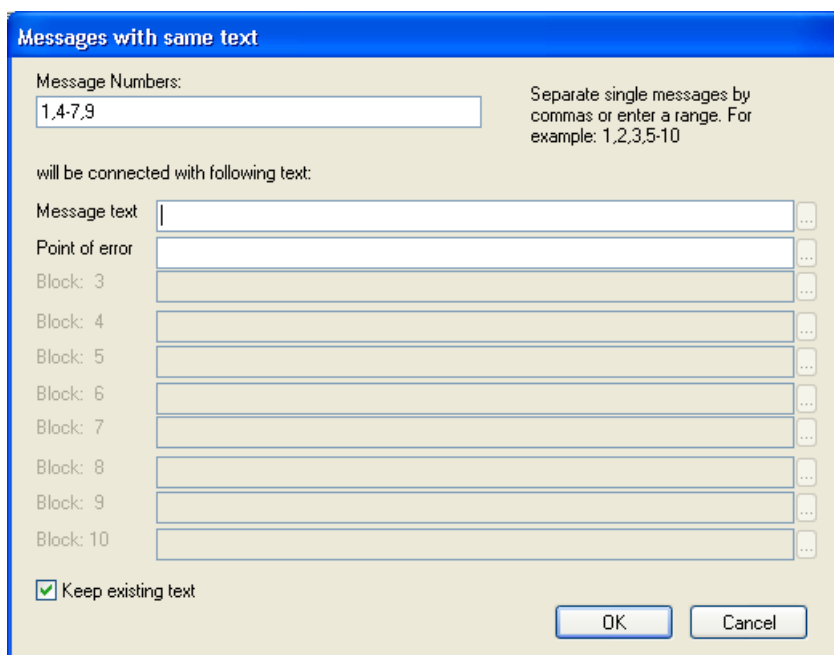 Messages with same text
Message Numbers:
1,4-7,9
Separate single messages by
commas or enter a range. For
example: 1,2,3,5-10
will be connected with following text:
Message text
...
Point of error
...
Block: 3
...
Block: 4
...
Block: 5
...
Block: 6
...
Block: 7
...
Block: 8
...
Block: 9
...
Block: 10
...
Keep existing text
OK Cancel